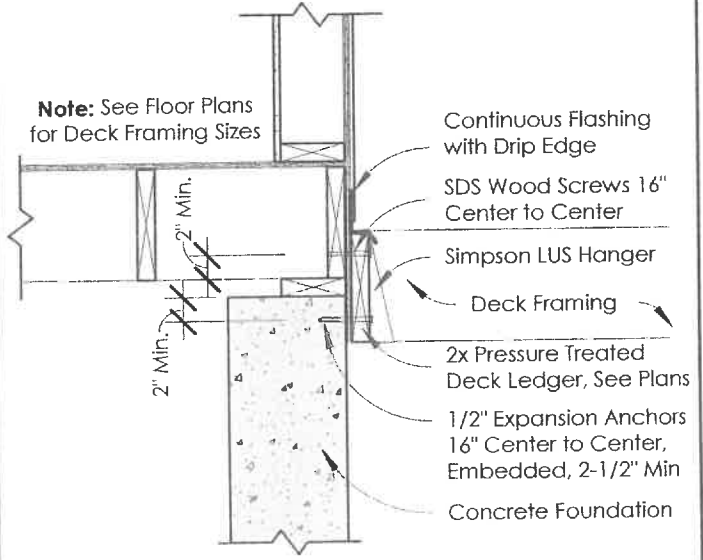 Note: See Floor Plans
for Deck Framing Sizes
Continuous Flashing
with Drip Edge
SDS Wood Screws 16"
Center to Center
Simpson LUS Hanger
Deck Framing
2x Pressure Treated
Deck Ledger, See Plans
1/2" Expansion Anchors
16" Center to Center,
Embedded, 2-1/2" Min
Concrete Foundation
2" Min.
2" Min.